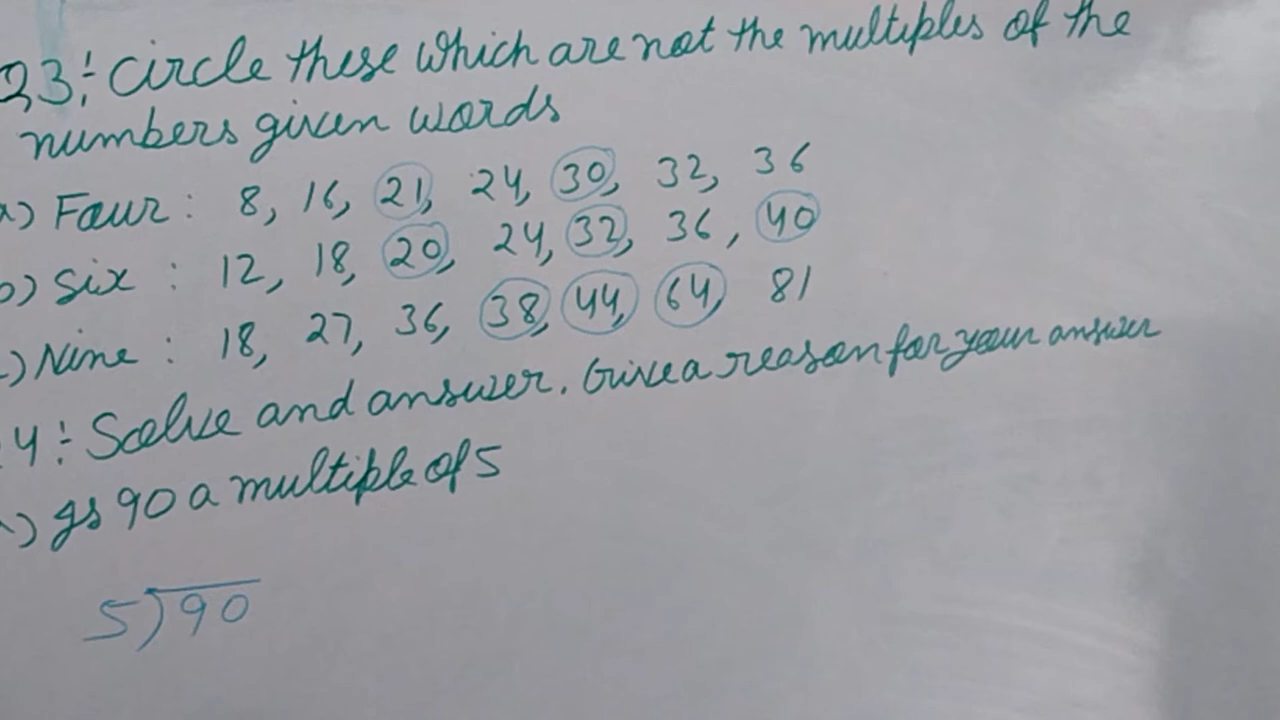 Q3:- Circle these which are not the multiples of the
numbers given words
a) Four : 8, 16, 21, 24, 30, 32, 36
b) Six : 12, 18, 20, 24, 32, 36, 40
c) Nine : 18, 27, 36, 38, 44, 64, 81
4:- Solve and answer. Give a reason for your answer
a) Is 90 a multiple of 5
5)90